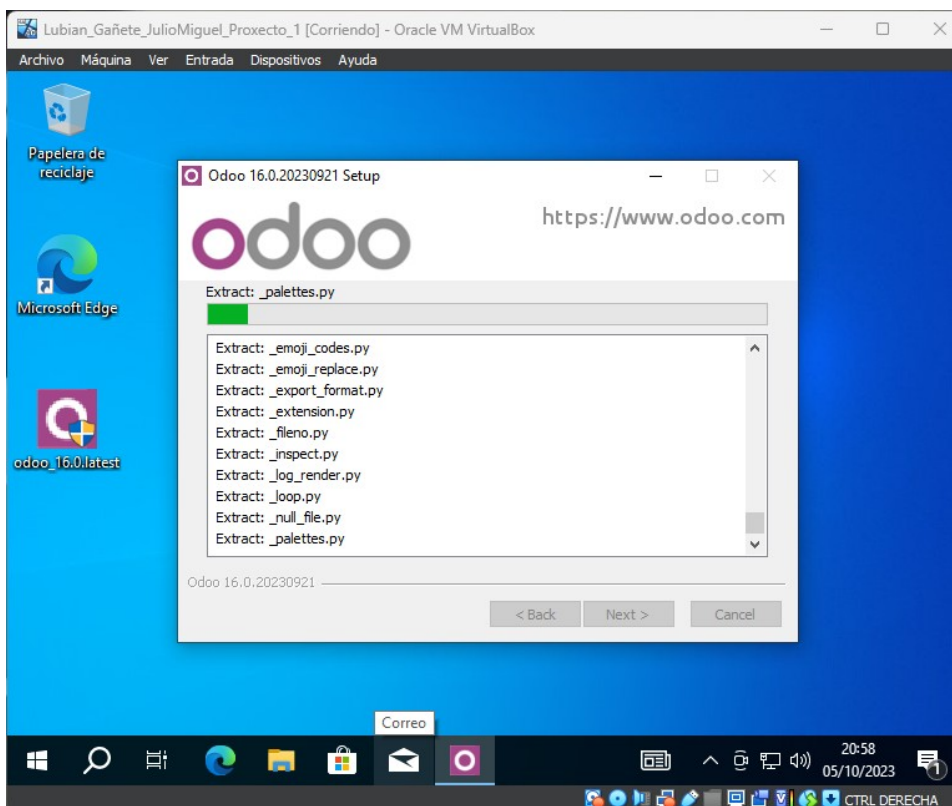 Lubian_Gañete_JulioMiguel_Proxecto_1 [Corriendo] - Oracle VM VirtualBox
Archivo Máquina Ver Entrada Dispositivos Ayuda
Papelera de
reciclaje
Microsoft Edge
odoo_16.0.latest
Odoo 16.0.20230921 Setup
odoo
https://www.odoo.com
Extract: _palettes.py
Extract: _emoji_codes.py
Extract: _emoji_replace.py
Extract: _export_format.py
Extract: _extension.py
Extract: _fileno.py
Extract: _inspect.py
Extract: _log_render.py
Extract: _loop.py
Extract: _null_file.py
Extract: _palettes.py
Odoo 16.0.20230921
< Back Next > Cancel
Correo
20:58
05/10/2023
1
CTRL DERECHA